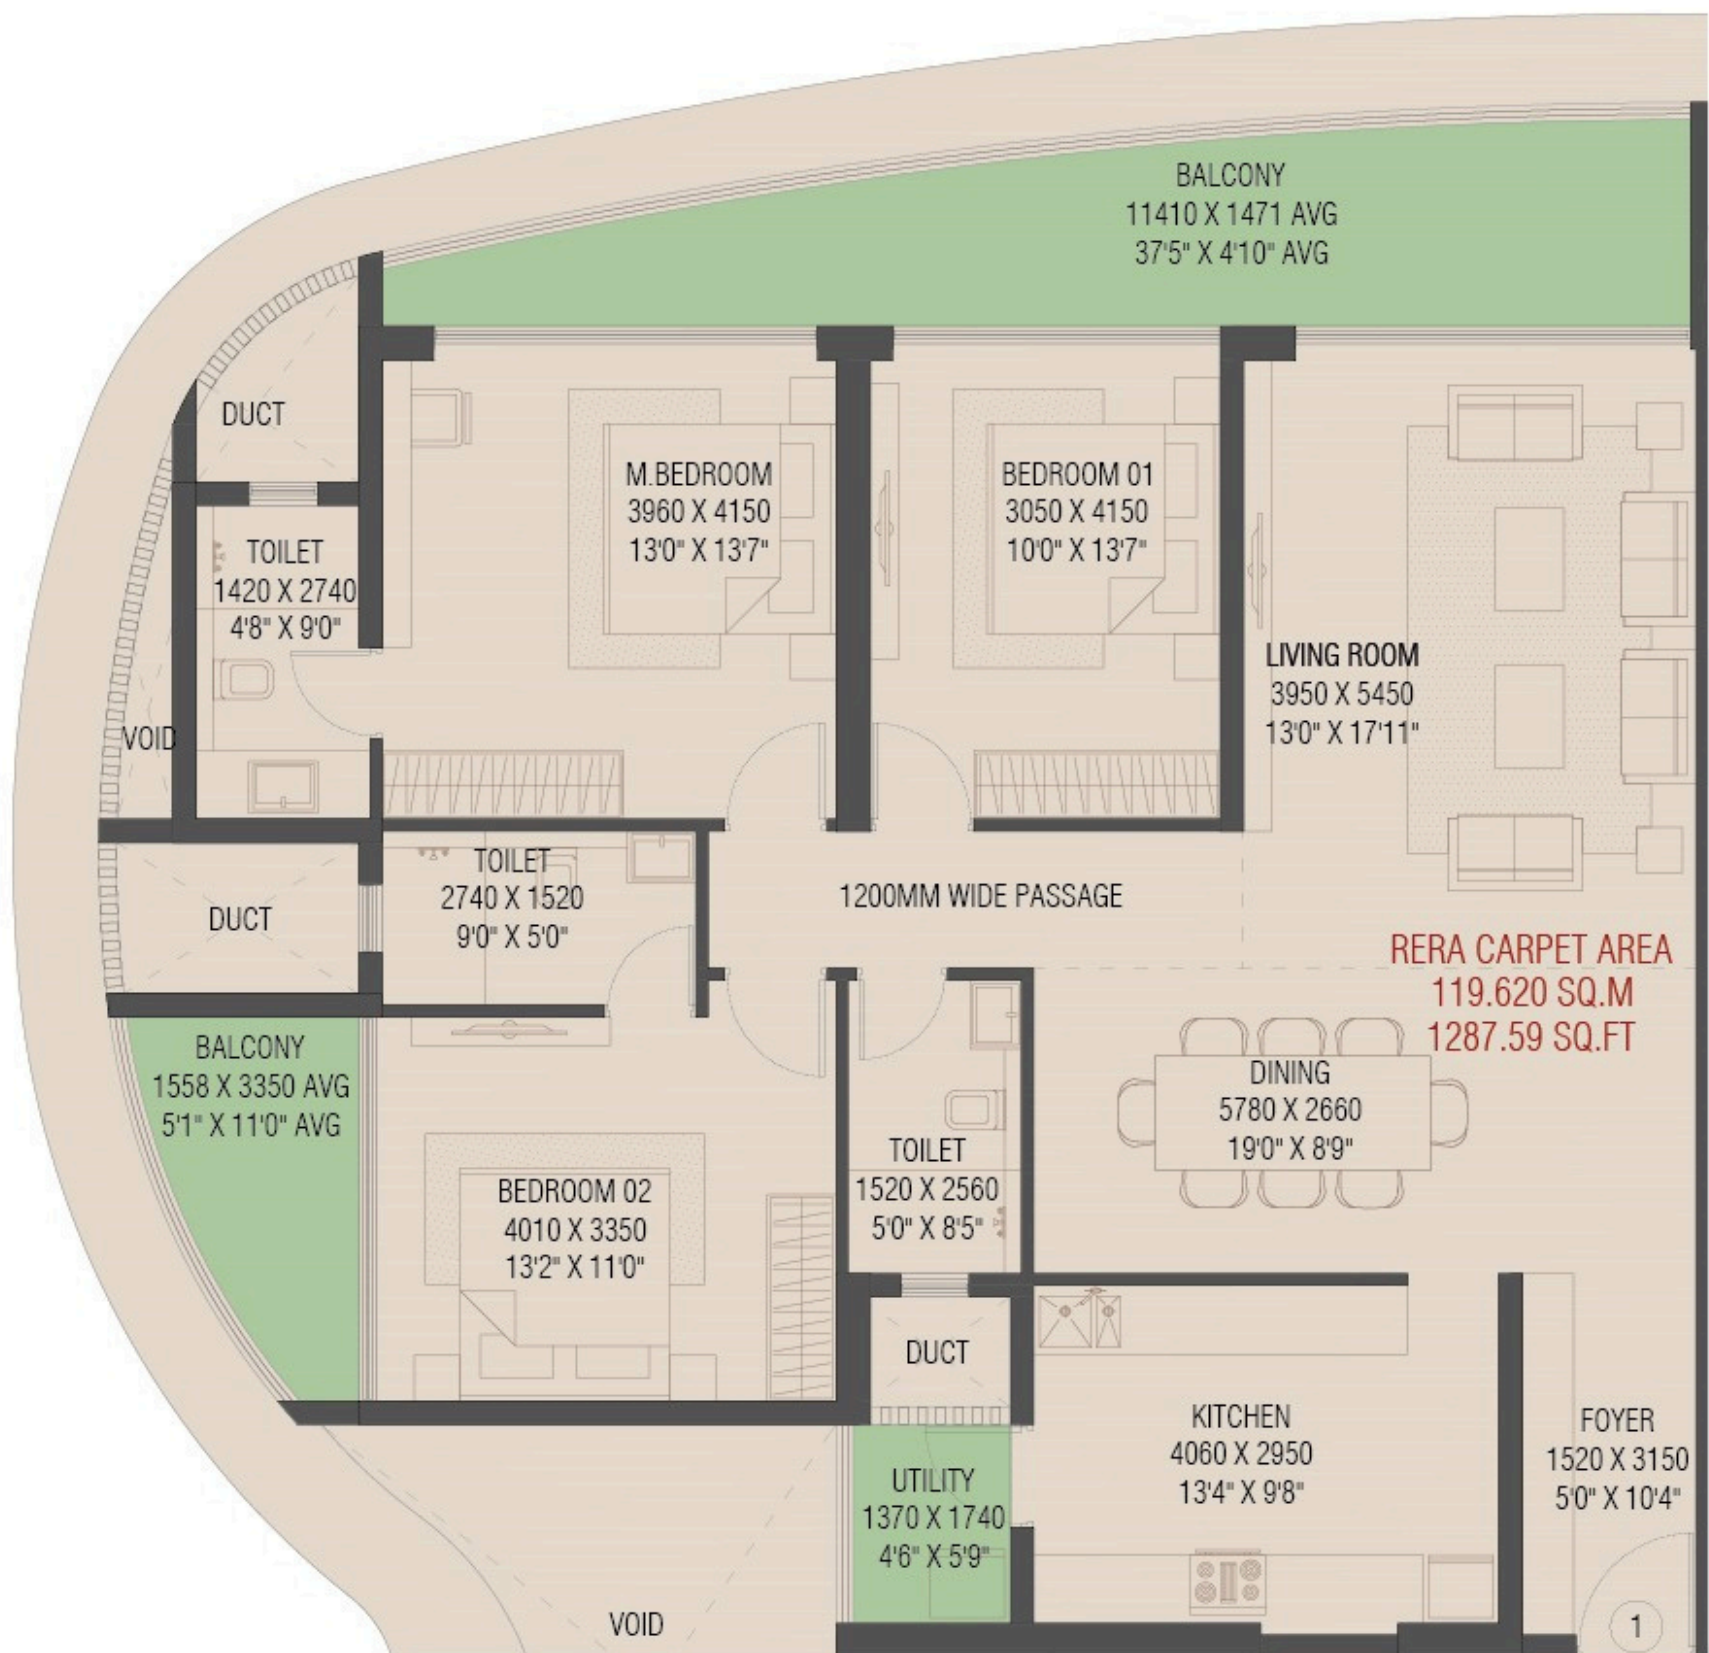 BALCONY
11410 X 1471 AVG
37'5" X 4'10" AVG
DUCT
M.BEDROOM
3960 X 4150
13'0" X 13'7"
BEDROOM 01
3050 X 4150
10'0" X 13'7"
TOILET
1420 X 2740
4'8" X 9'0"
LIVING ROOM
3950 X 5450
13'0" X 17'11"
VOID
TOILET
2740 X 1520
9'0" X 5'0"
1200MM WIDE PASSAGE
DUCT
RERA CARPET AREA
119.620 SQ.M
1287.59 SQ.FT
BALCONY
1558 X 3350 AVG
5'1" X 11'0" AVG
DINING
5780 X 2660
19'0" X 8'9"
TOILET
1520 X 2560
5'0" X 8'5"
BEDROOM 02
4010 X 3350
13'2" X 11'0"
DUCT
KITCHEN
4060 X 2950
13'4" X 9'8"
FOYER
1520 X 3150
5'0" X 10'4"
UTILITY
1370 X 1740
4'6" X 5'9"
VOID
1